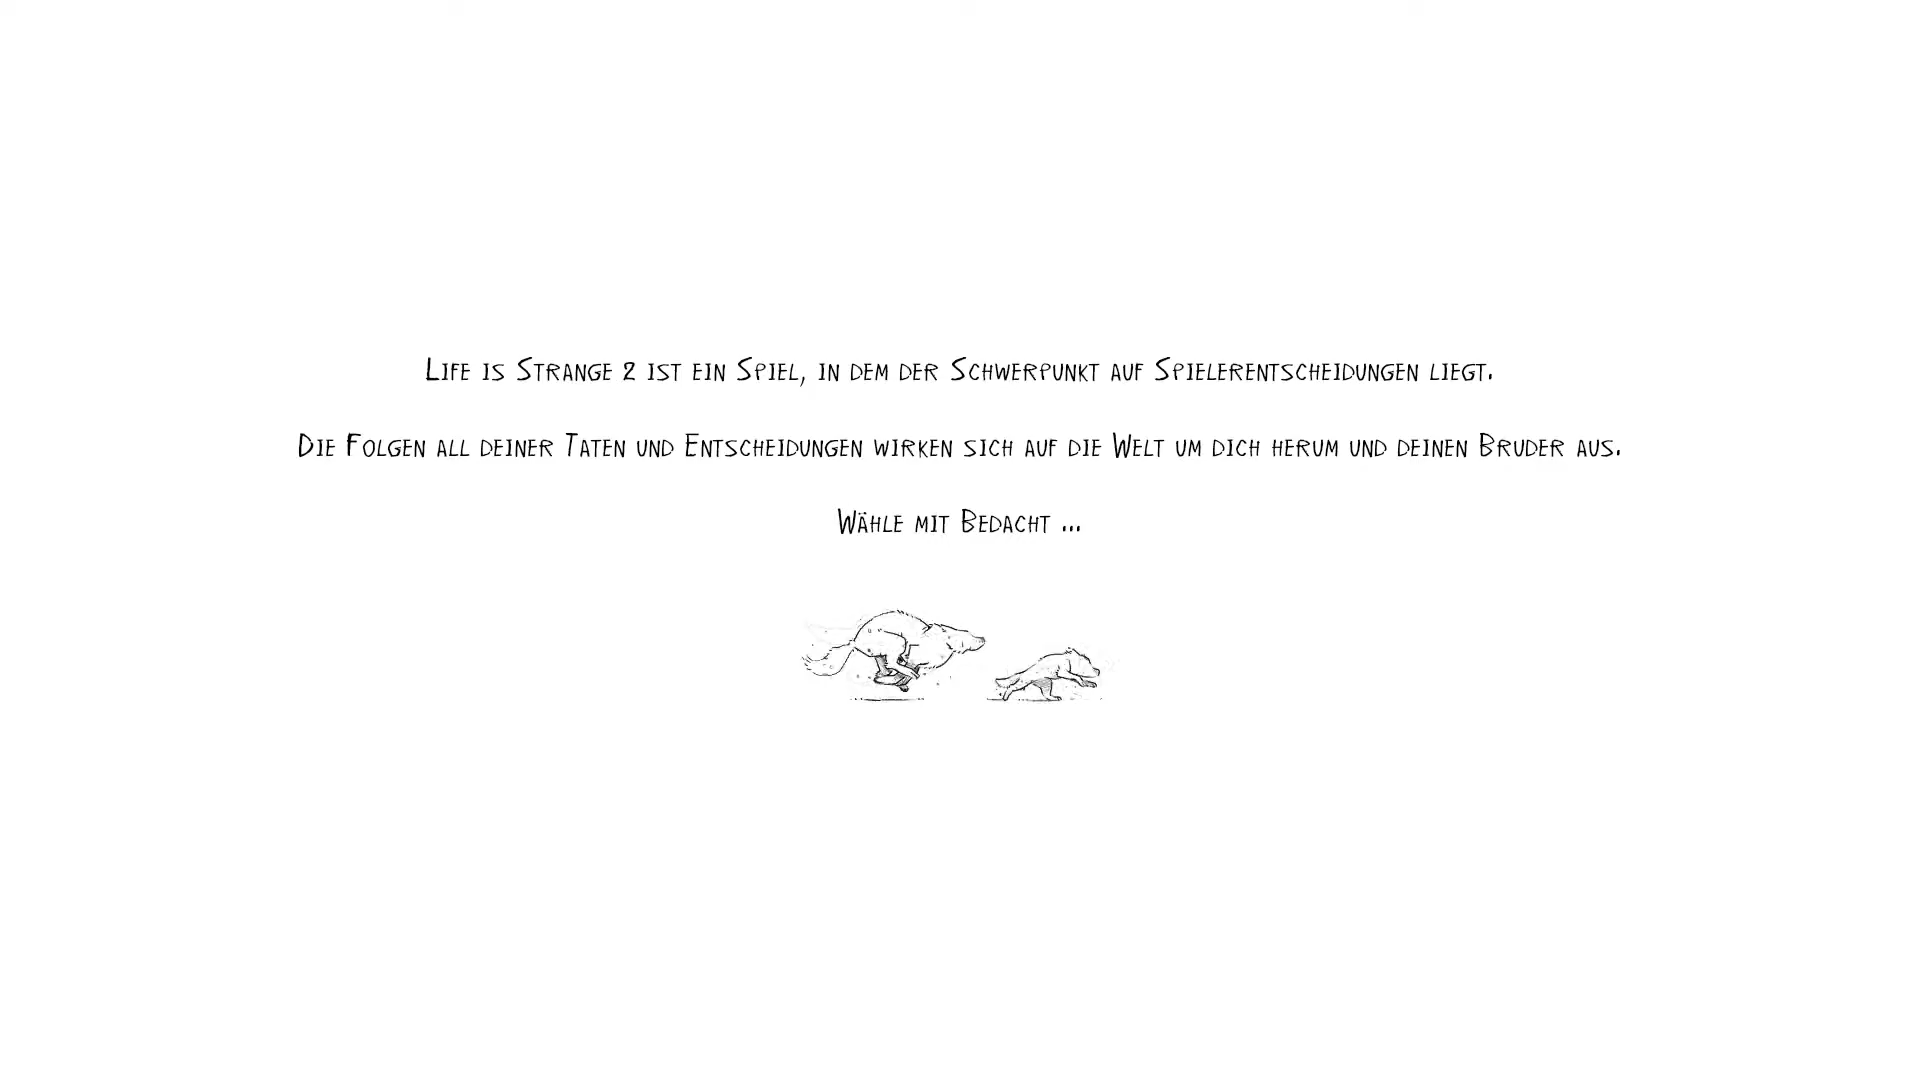 Life is Strange 2 ist ein Spiel, in dem der Schwerpunkt auf Spielerentscheidungen liegt.
Die Folgen all deiner Taten und Entscheidungen wirken sich auf die Welt um dich herum und deinen Bruder aus.
Wähle mit Bedacht ...